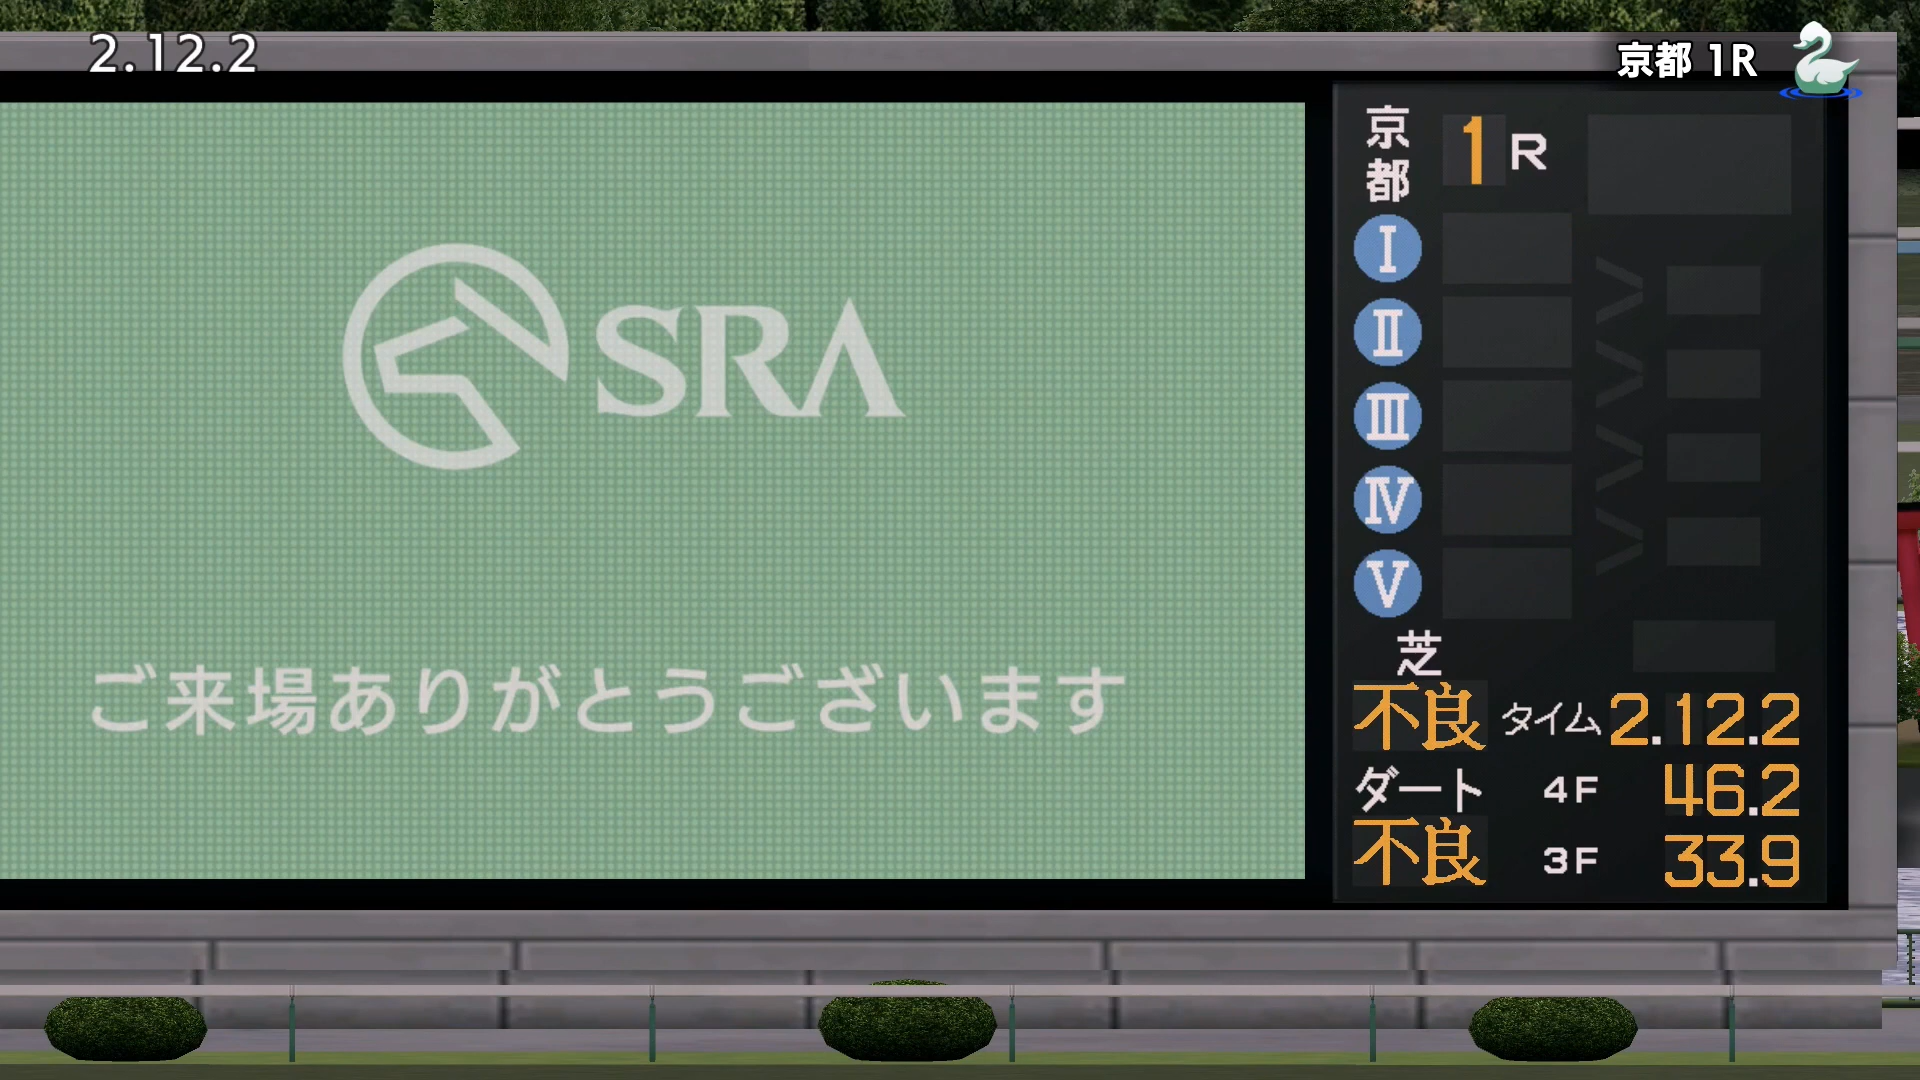 2.12.2
京都 1R
SRA
ご来場ありがとうございます
京都 1R
Ⅰ
Ⅱ
Ⅲ
Ⅳ
Ⅴ
芝
不良 タイム 2.12.2
ダート 4F 46.2
不良 3F 33.9